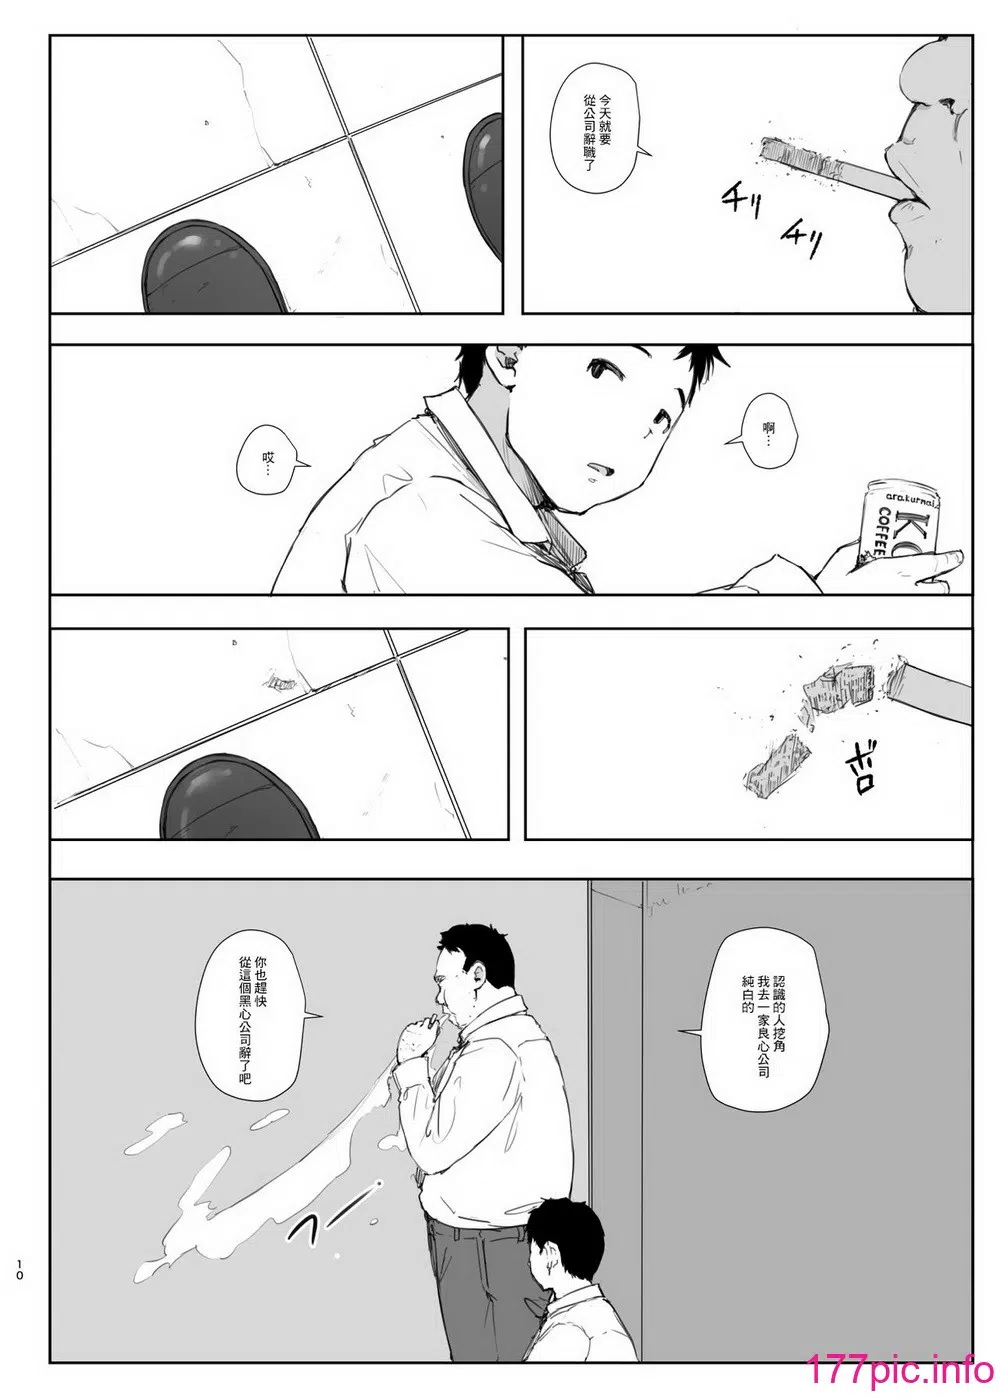 今天就要
從公司辭職了
チリ
チリ
啊…
哎…
arakurnai
KO
COFFEE
ボロ
認識的人挖角
我去一家良心公司
純白的
你也趕快
從這個黑心公司辭了吧
フー
10
177pic.info